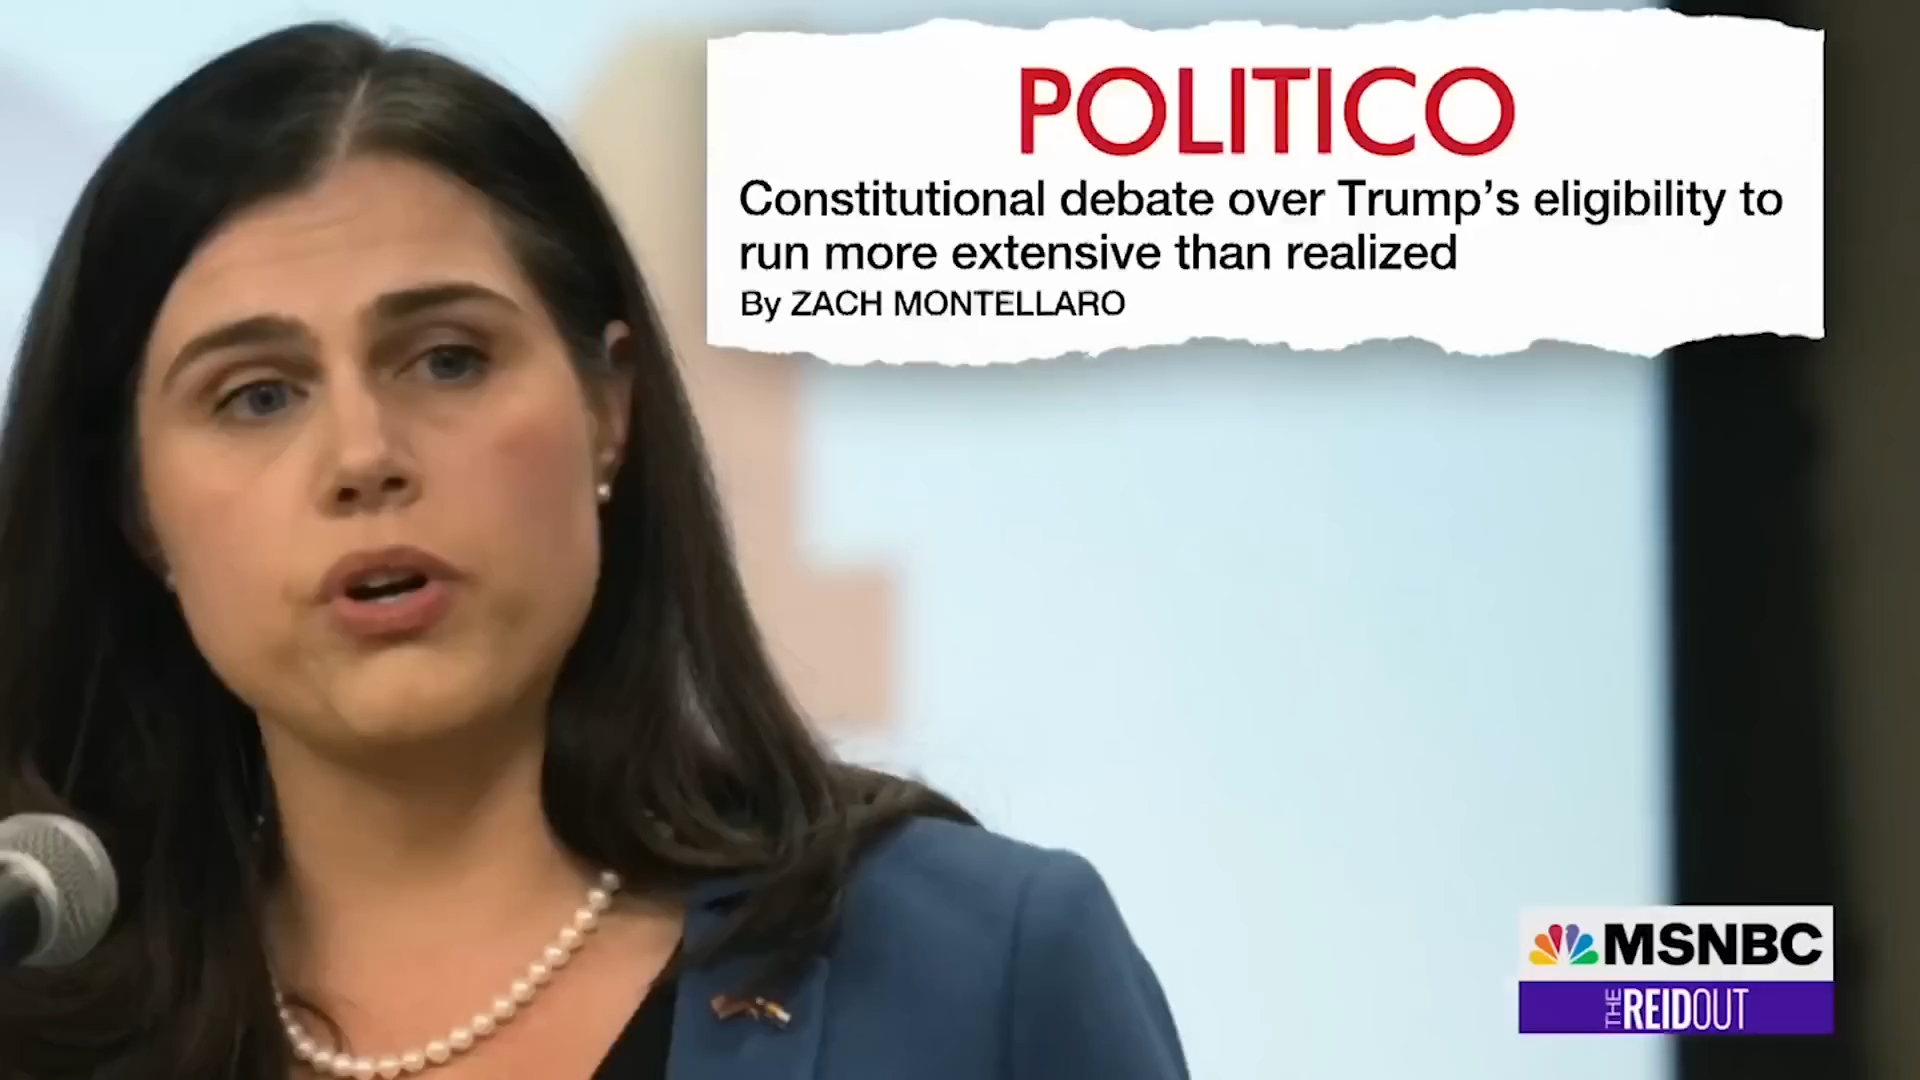 POLITICO
Constitutional debate over Trump’s eligibility to
run more extensive than realized
By ZACH MONTELLARO
MSNBC
THE REIDOUT